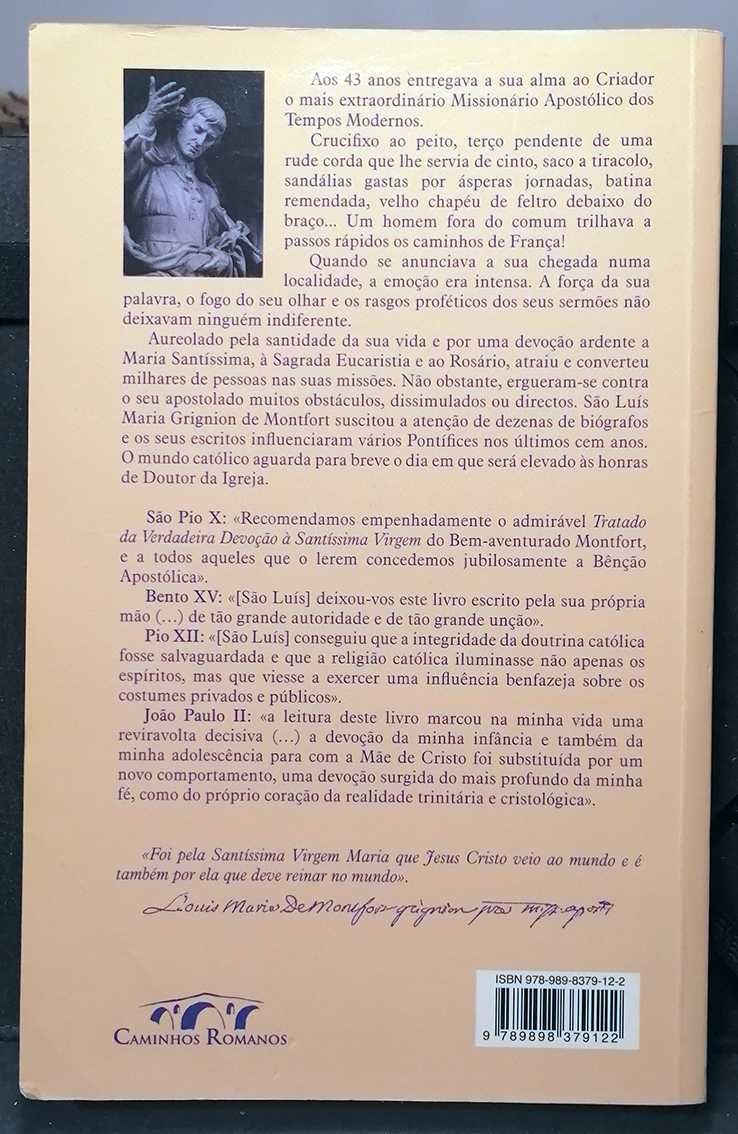 Aos 43 anos entregava a sua alma ao Criador
o mais extraordinário Missionário Apostólico dos
Tempos Modernos.
Crucifixo ao peito, terço pendente de uma
rude corda que lhe servia de cinto, saco a tiracolo,
sandálias gastas por ásperas jornadas, batina
remendada, velho chapéu de feltro debaixo do
braço... Um homem fora do comum trilhava a
passos rápidos os caminhos de França!
Quando se anunciava a sua chegada numa
localidade, a emoção era intensa. A força da sua
palavra, o fogo do seu olhar e os rasgos proféticos dos seus sermões não
deixavam ninguém indiferente.
Aureolado pela santidade da sua vida e por uma devoção ardente a
Maria Santíssima, à Sagrada Eucaristia e ao Rosário, atraiu e converteu
milhares de pessoas nas suas missões. Não obstante, ergueram-se contra
o seu apostolado muitos obstáculos, dissimulados ou directos. São Luís
Maria Grignion de Montfort suscitou a atenção de dezenas de biógrafos
e os seus escritos influenciaram vários Pontífices nos últimos cem anos.
O mundo católico aguarda para breve o dia em que será elevado às honras
de Doutor da Igreja.
São Pio X: «Recomendamos empenhadamente o admirável Tratado
da Verdadeira Devoção à Santíssima Virgem do Bem-aventurado Montfort,
e a todos aqueles que o lerem concedemos jubilosamente a Bênção
Apostólica».
Bento XV: «[São Luís] deixou-vos este livro escrito pela sua própria
mão (...) de tão grande autoridade e de tão grande unção».
Pio XII: «[São Luís] conseguiu que a integridade da doutrina católica
fosse salvaguardada e que a religião católica iluminasse não apenas os
espíritos, mas que viesse a exercer uma influência benfazeja sobre os
costumes privados e públicos».
João Paulo II: «a leitura deste livro marcou na minha vida uma
reviravolta decisiva (...) a devoção da minha infância e também da
minha adolescência para com a Mãe de Cristo foi substituída por um
novo comportamento, uma devoção surgida do mais profundo da minha
fé, como do próprio coração da realidade trinitária e cristológica».
«Foi pela Santíssima Virgem Maria que Jesus Cristo veio ao mundo e é
também por ela que deve reinar no mundo».
Louis Marie De Montfort grignion
CAMINHOS ROMANOS
ISBN 978-989-8379-12-2
9 789898 379122